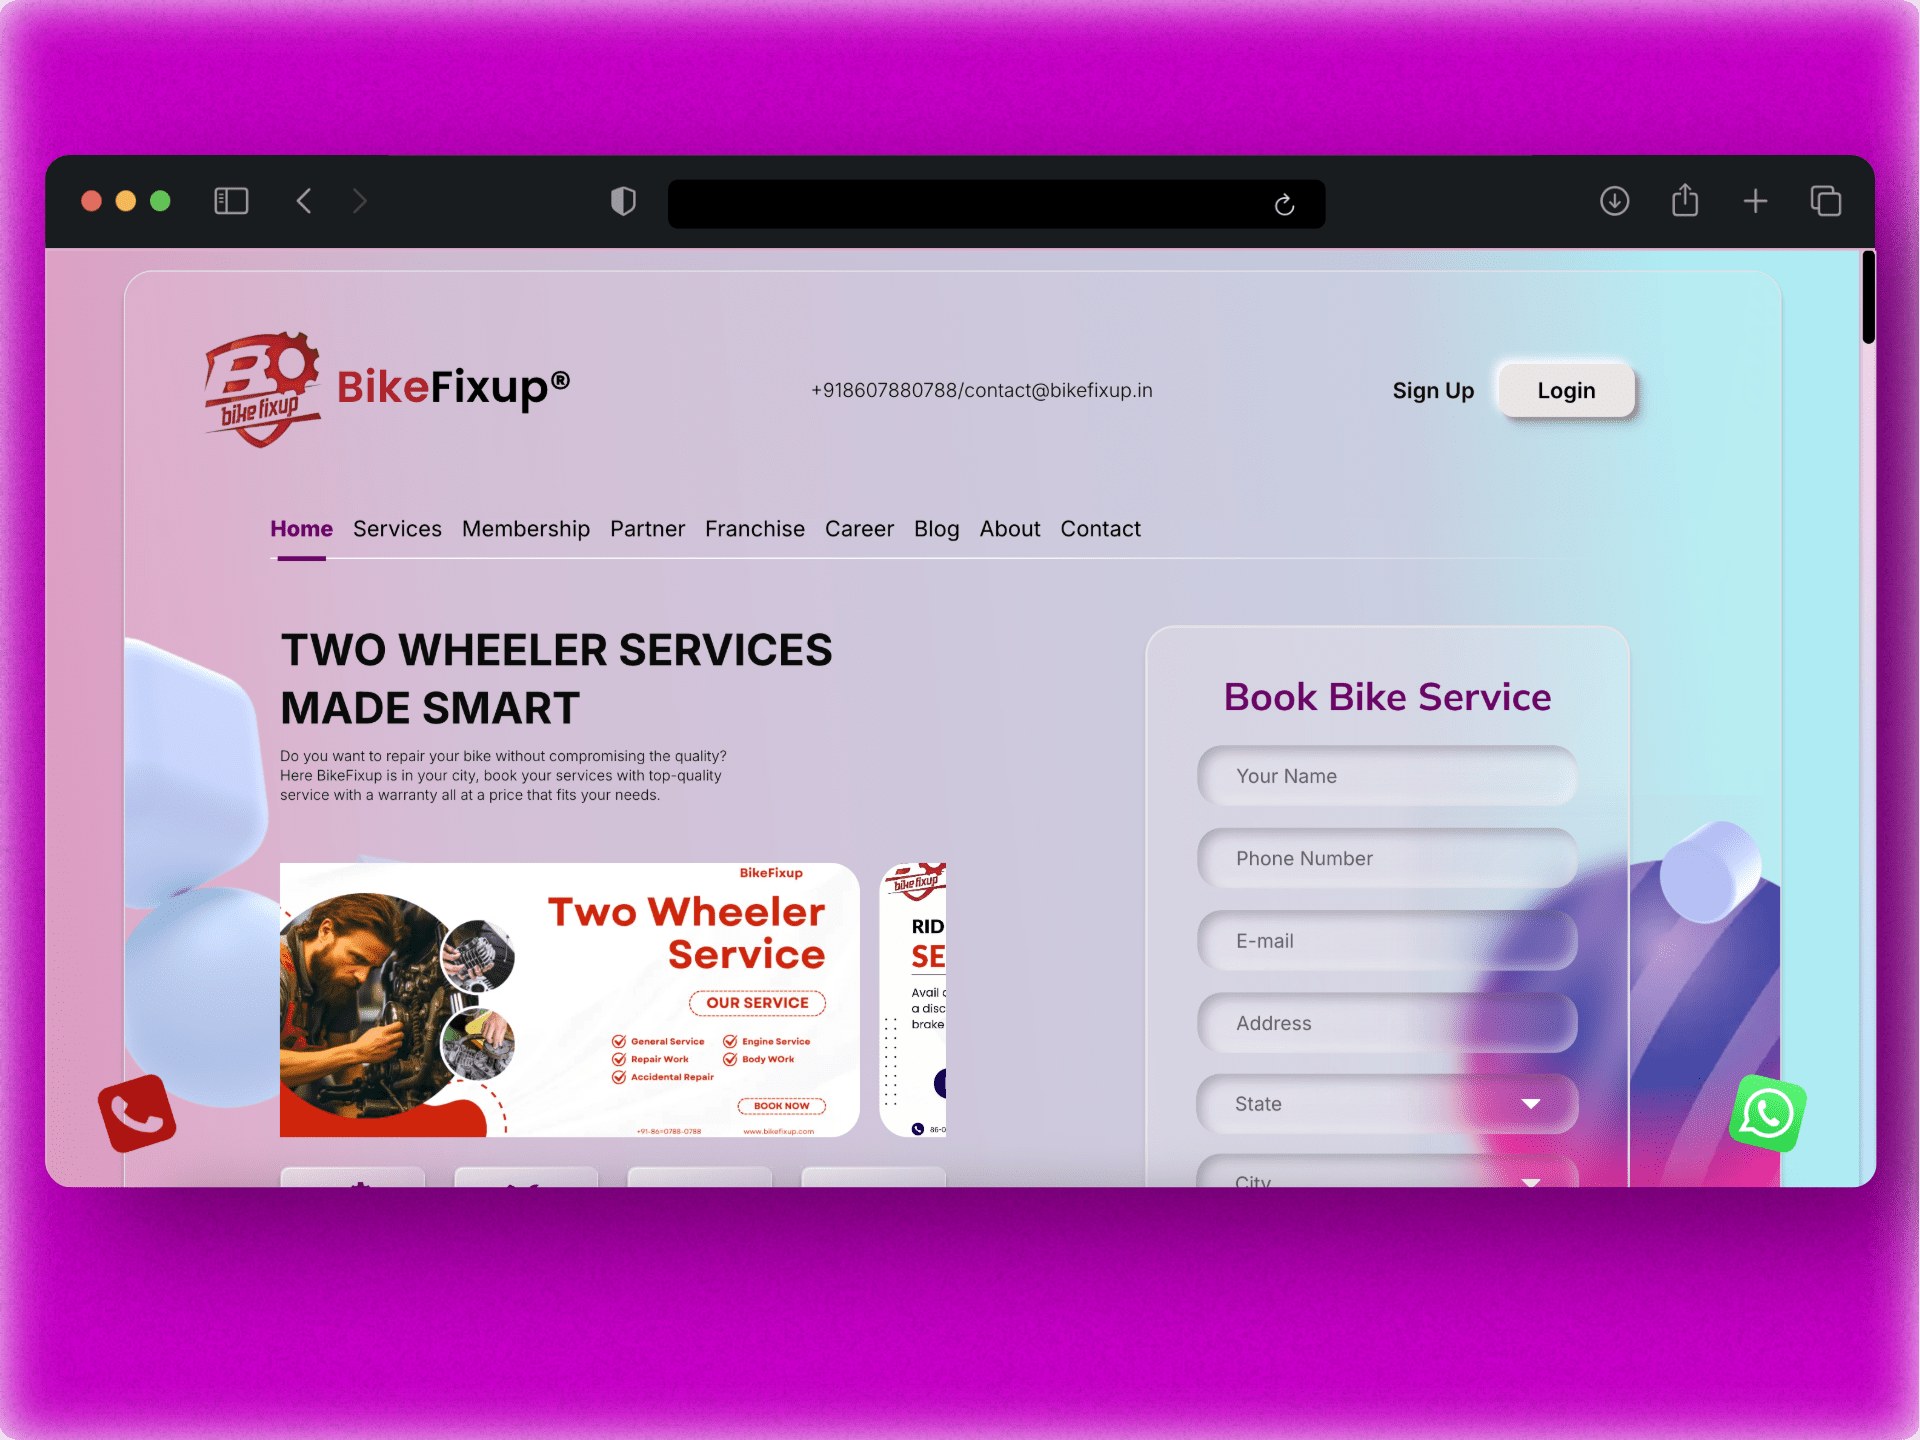 BO
bike fixup
BikeFixup®
+918607880788/contact@bikefixup.in
Sign Up
Login
Home Services Membership Partner Franchise Career Blog About Contact
TWO WHEELER SERVICES
MADE SMART
Do you want to repair your bike without compromising the quality?
Here BikeFixup is in your city, book your services with top-quality
service with a warranty all at a price that fits your needs.
BikeFixup
Two Wheeler
Service
OUR SERVICE
General Service
Engine Service
Repair Work
Body WOrk
Accidental Repair
BOOK NOW
+91-86=0788-0788
www.bikefixup.com
bike fixup
RID
SE
Avail
a disc
brake
86-0
Book Bike Service
Your Name
Phone Number
E-mail
Address
State
City